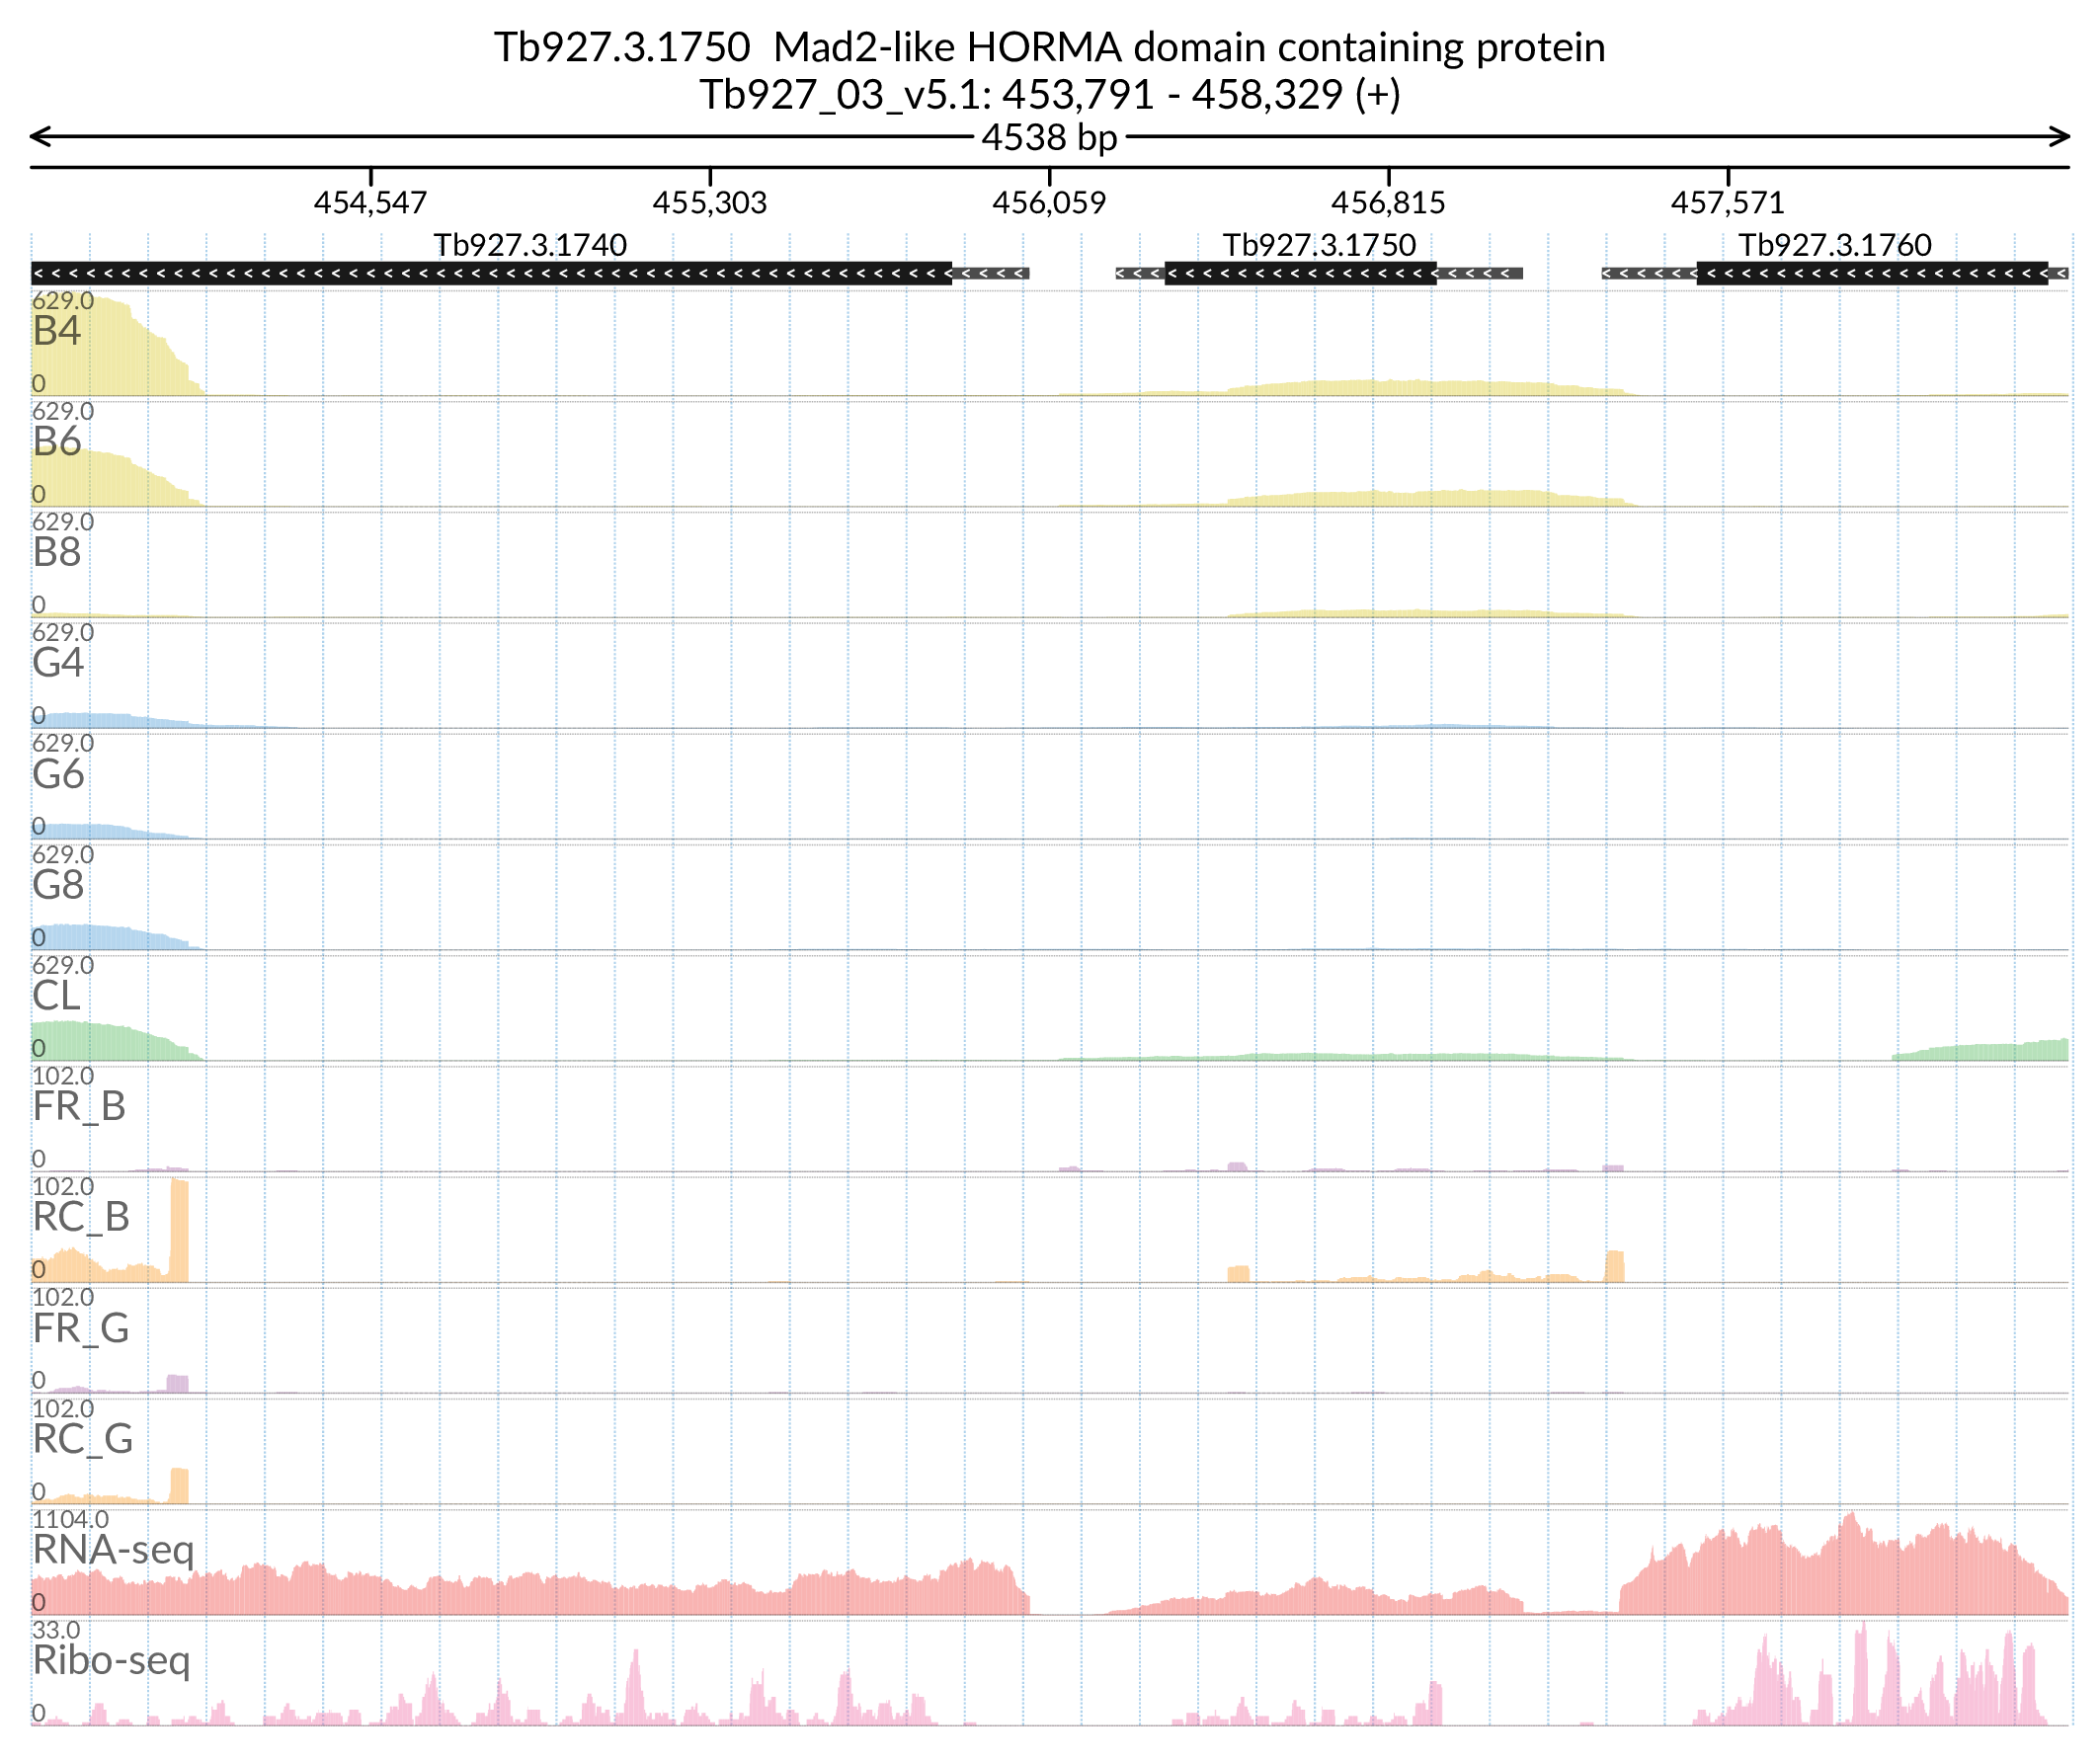 Tb927.3.1750  Mad2-like HORMA domain containing protein
Tb927_03_v5.1: 453,791 - 458,329 (+)
4538 bp
454,547 455,303 456,059 456,815 457,571
Tb927.3.1740 Tb927.3.1750 Tb927.3.1760
629.0
B4
0
629.0
B6
0
629.0
B8
0
629.0
G4
0
629.0
G6
0
629.0
G8
0
629.0
CL
0
102.0
FR_B
0
102.0
RC_B
0
102.0
FR_G
0
102.0
RC_G
0
1104.0
RNA-seq
0
33.0
Ribo-seq
0